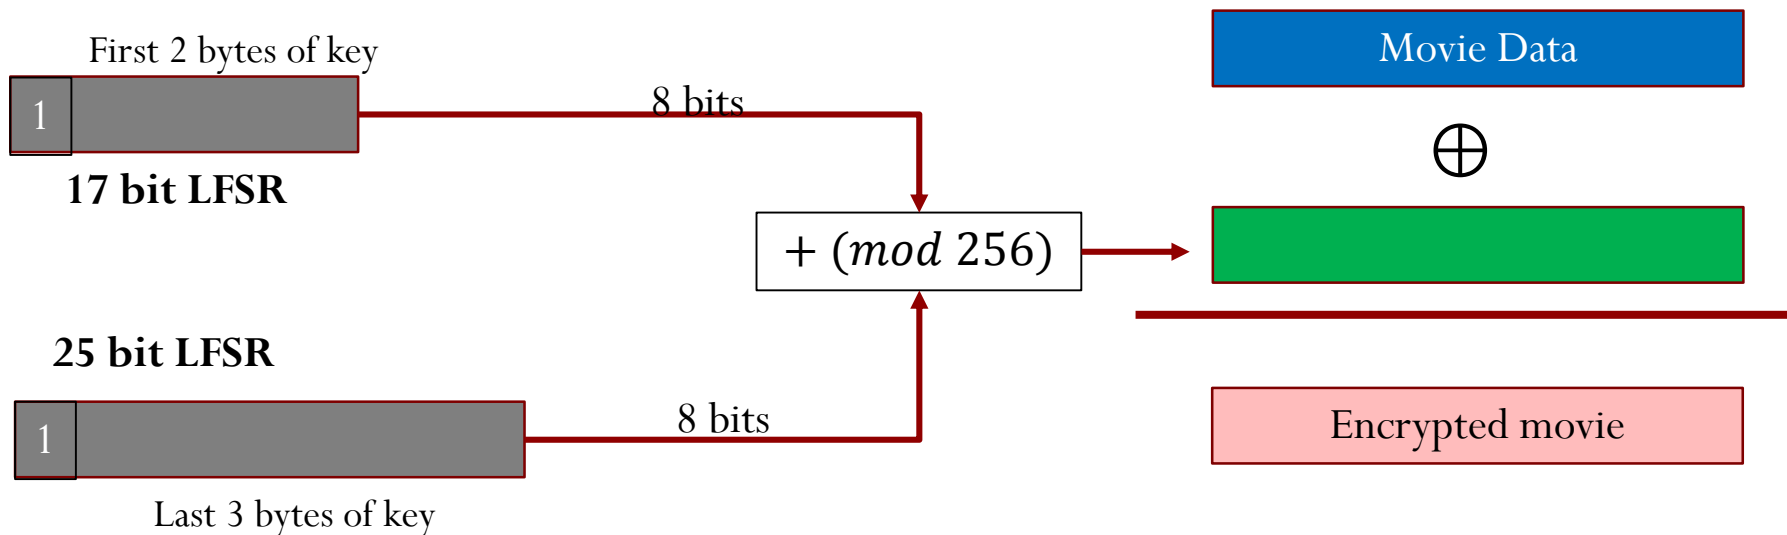 First 2 bytes of key
1
8 bits
17 bit LFSR
+ (mod 256)
25 bit LFSR
1
8 bits
Last 3 bytes of key
Movie Data
⊕
Encrypted movie